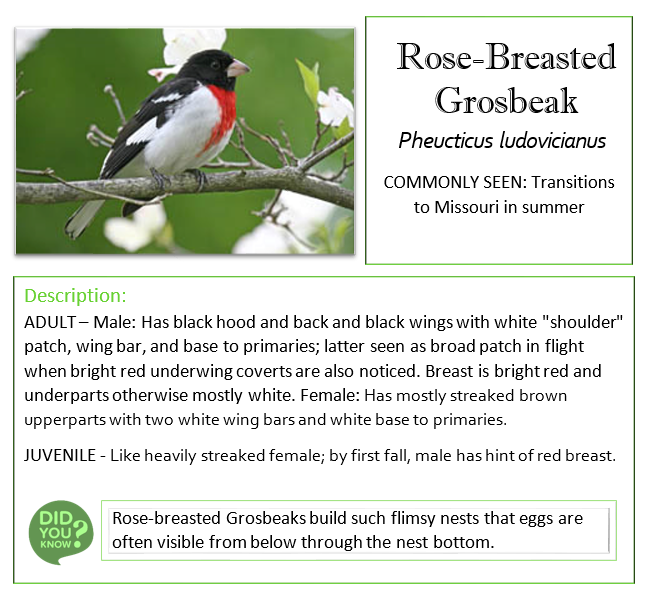 Rose-Breasted
Grosbeak
Pheucticus ludovicianus
COMMONLY SEEN: Transitions
to Missouri in summer
Description:
ADULT – Male: Has black hood and back and black wings with white "shoulder"
patch, wing bar, and base to primaries; latter seen as broad patch in flight
when bright red underwing coverts are also noticed. Breast is bright red and
underparts otherwise mostly white. Female: Has mostly streaked brown
upperparts with two white wing bars and white base to primaries.
JUVENILE - Like heavily streaked female; by first fall, male has hint of red breast.
DID
YOU
KNOW?
Rose-breasted Grosbeaks build such flimsy nests that eggs are
often visible from below through the nest bottom.